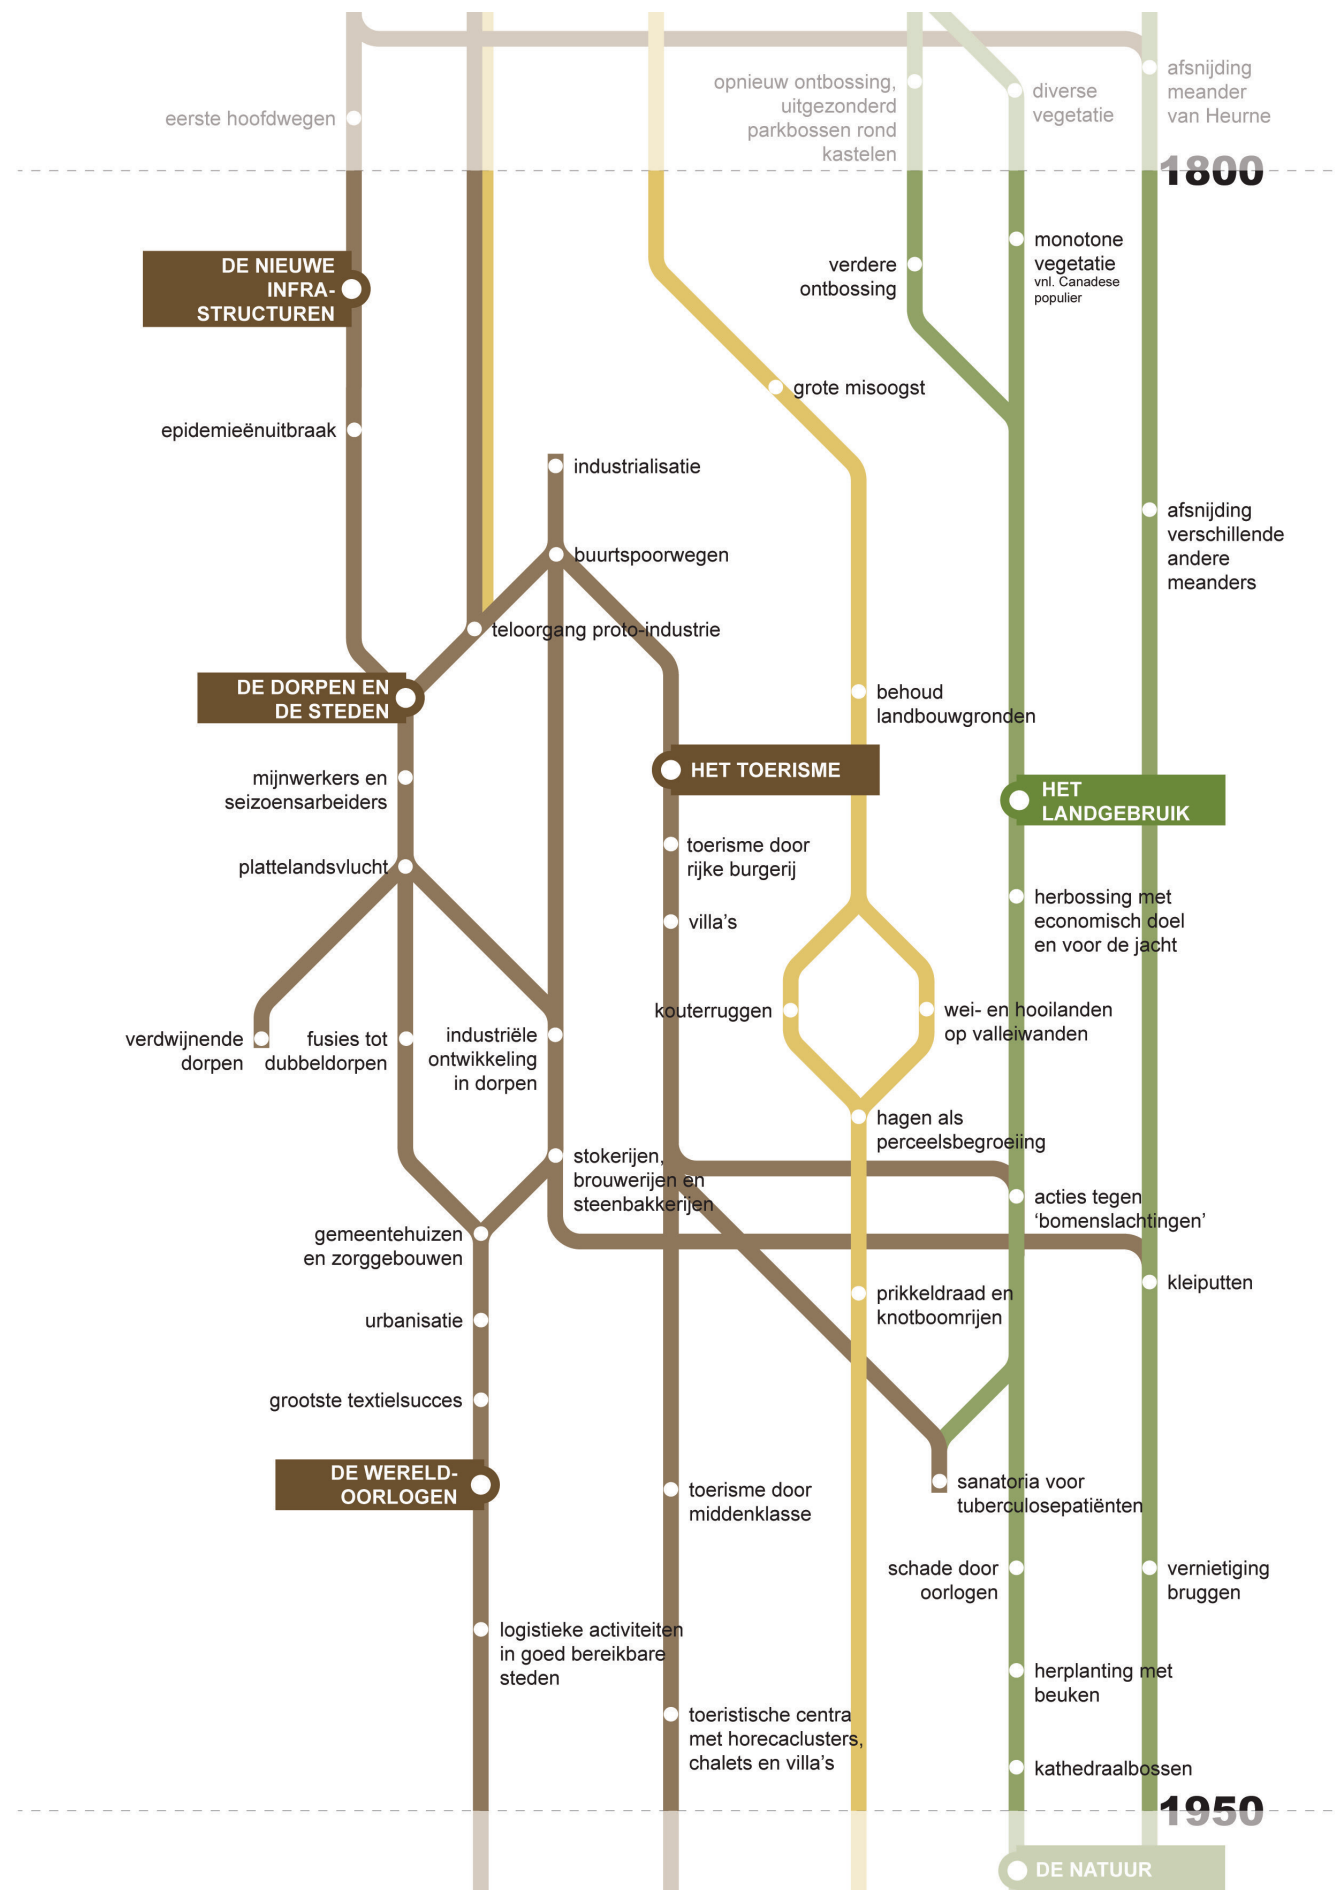 opnieuw ontbossing,
uitgezonderd
parkbossen rond
kastelen
diverse
vegetatie
afsnijding
meander
van Heurne
eerste hoofdwegen
1800
DE NIEUWE
INFRA-
STRUCTUREN
verdere
ontbossing
monotone
vegetatie
vnl. Canadese
populier
grote misoogst
epidemieënuitbraak
industrialisatie
afsnijding
verschillende
andere
meanders
buurtspoorwegen
teloorgang proto-industrie
DE DORPEN EN
DE STEDEN
behoud
landbouwgronden
HET TOERISME
mijnwerkers en
seizoensarbeiders
HET
LANDGEBRUIK
toerisme door
rijke burgerij
plattelandsvlucht
herbossing met
economisch doel
en voor de jacht
villa's
kouterruggen
wei- en hooilanden
op valleiwanden
verdwijnende
dorpen
fusies tot
dubbeldorpen
industriële
ontwikkeling
in dorpen
hagen als
perceelsbegroeiing
stokerijen,
brouwerijen en
steenbakkerijen
acties tegen
‘bomenslachtingen’
gemeentehuizen
en zorggebouwen
kleiputten
prikkeldraad en
knotboomrijen
urbanisatie
grootste textielsucces
DE WERELD-
OORLOGEN
toerisme door
middenklasse
sanatoria voor
tuberculosepatiënten
schade door
oorlogen
vernietiging
bruggen
logistieke activiteiten
in goed bereikbare
steden
herplanting met
beuken
toeristische centra
met horecaclusters,
chalets en villa's
kathedraalbossen
1950
DE NATUUR